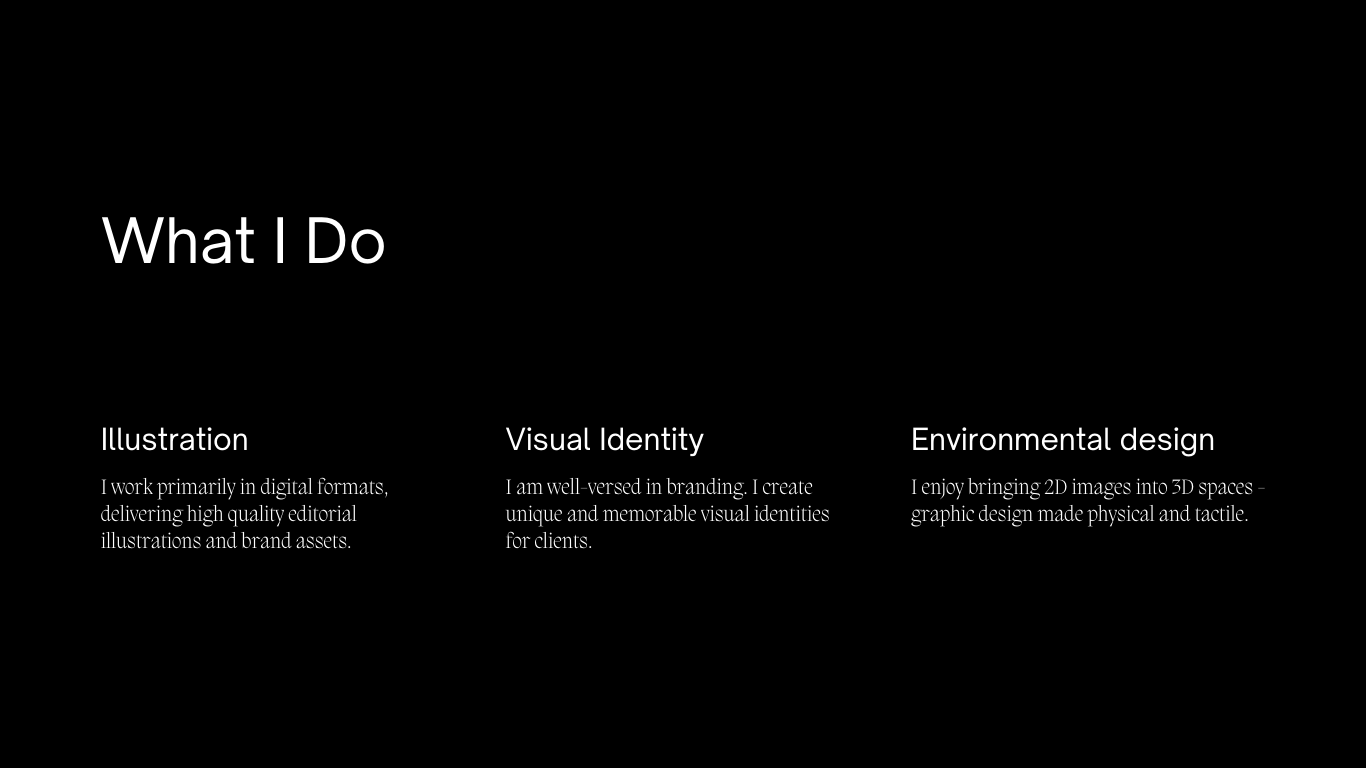 What I Do
Illustration
I work primarily in digital formats,
delivering high quality editorial
illustrations and brand assets.
Visual Identity
I am well-versed in branding. I create
unique and memorable visual identities
for clients.
Environmental design
I enjoy bringing 2D images into 3D spaces -
graphic design made physical and tactile.